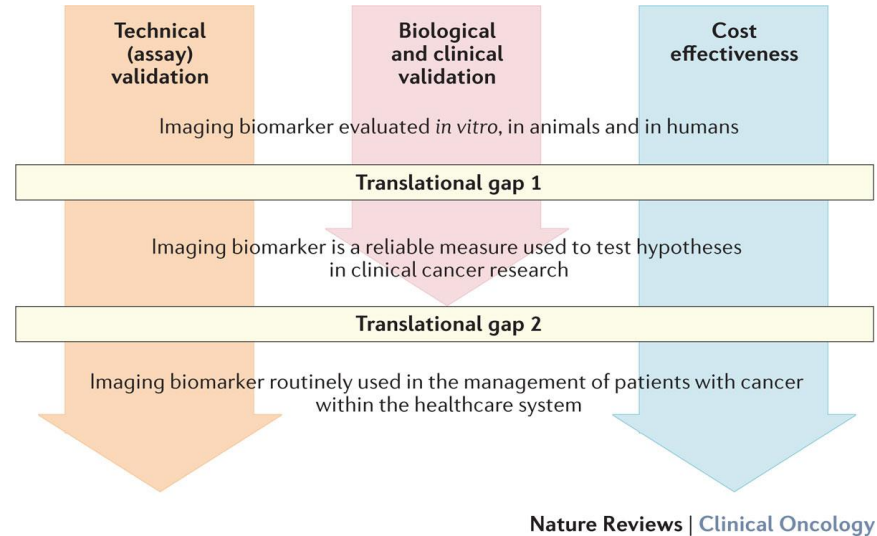 Technical
(assay)
validation
Biological
and clinical
validation
Cost
effectiveness
Imaging biomarker evaluated in vitro, in animals and in humans
Translational gap 1
Imaging biomarker is a reliable measure used to test hypotheses
in clinical cancer research
Translational gap 2
Imaging biomarker routinely used in the management of patients with cancer
within the healthcare system
Nature Reviews | Clinical Oncology